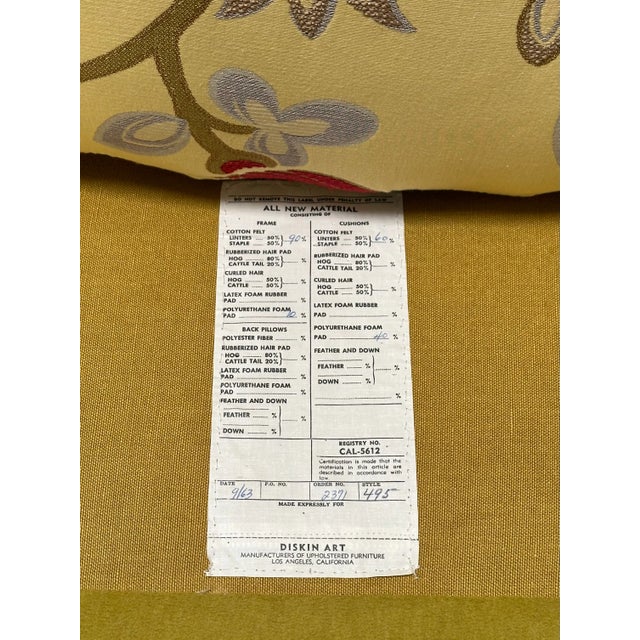 DO NOT REMOVE THIS LABEL UNDER PENALTY OF LAW
ALL NEW MATERIAL
CONSISTING OF
FRAME
COTTON FELT
LINTERS 50%
STAPLE 50% 90%
RUBBERIZED HAIR PAD
HOG 80%
CATTLE TAIL 20% %
CURLED HAIR
HOG 50%
CATTLE 50% %
LATEX FOAM RUBBER
PAD %
POLYURETHANE FOAM
PAD 10 %
BACK PILLOWS
POLYESTER FIBER %
RUBBERIZED HAIR PAD
HOG 80%
CATTLE TAIL 20% %
LATEX FOAM RUBBER
PAD %
POLYURETHANE FOAM
PAD %
FEATHER AND DOWN
FEATHER %
DOWN %
CUSHIONS
COTTON FELT
LINTERS 50%
STAPLE 50% 60%
RUBBERIZED HAIR PAD
HOG 80%
CATTLE TAIL 20% %
CURLED HAIR
HOG 50%
CATTLE 50% %
LATEX FOAM RUBBER
PAD %
POLYURETHANE FOAM
PAD 40 %
FEATHER AND DOWN
FEATHER %
DOWN % %
REGISTRY NO.
CAL-5612
Certification is made that the
materials in this article are
described in accordance with
law.
DATE P.O. NO. ORDER NO. STYLE
9/63 2371 495
MADE EXPRESSLY FOR
DISKIN ART
MANUFACTURERS OF UPHOLSTERED FURNITURE
LOS ANGELES, CALIFORNIA